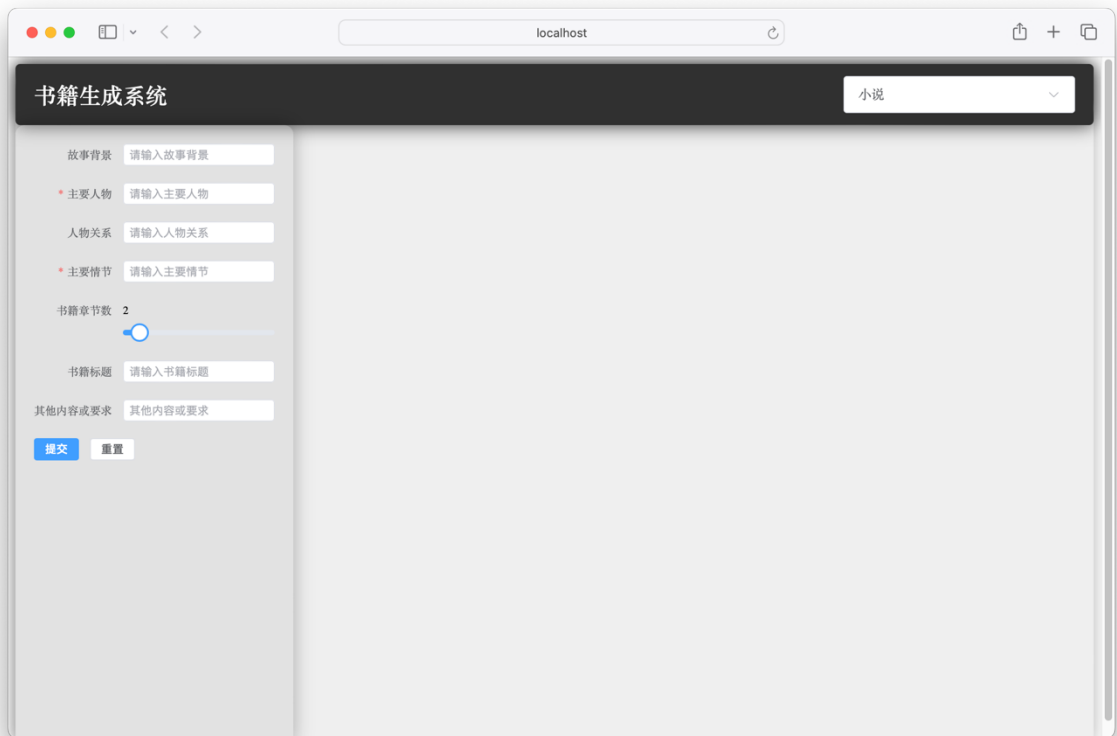 localhost
书籍生成系统
小说
故事背景 请输入故事背景
* 主要人物 请输入主要人物
人物关系 请输入人物关系
* 主要情节 请输入主要情节
书籍章节数 2
书籍标题 请输入书籍标题
其他内容或要求 其他内容或要求
提交 重置